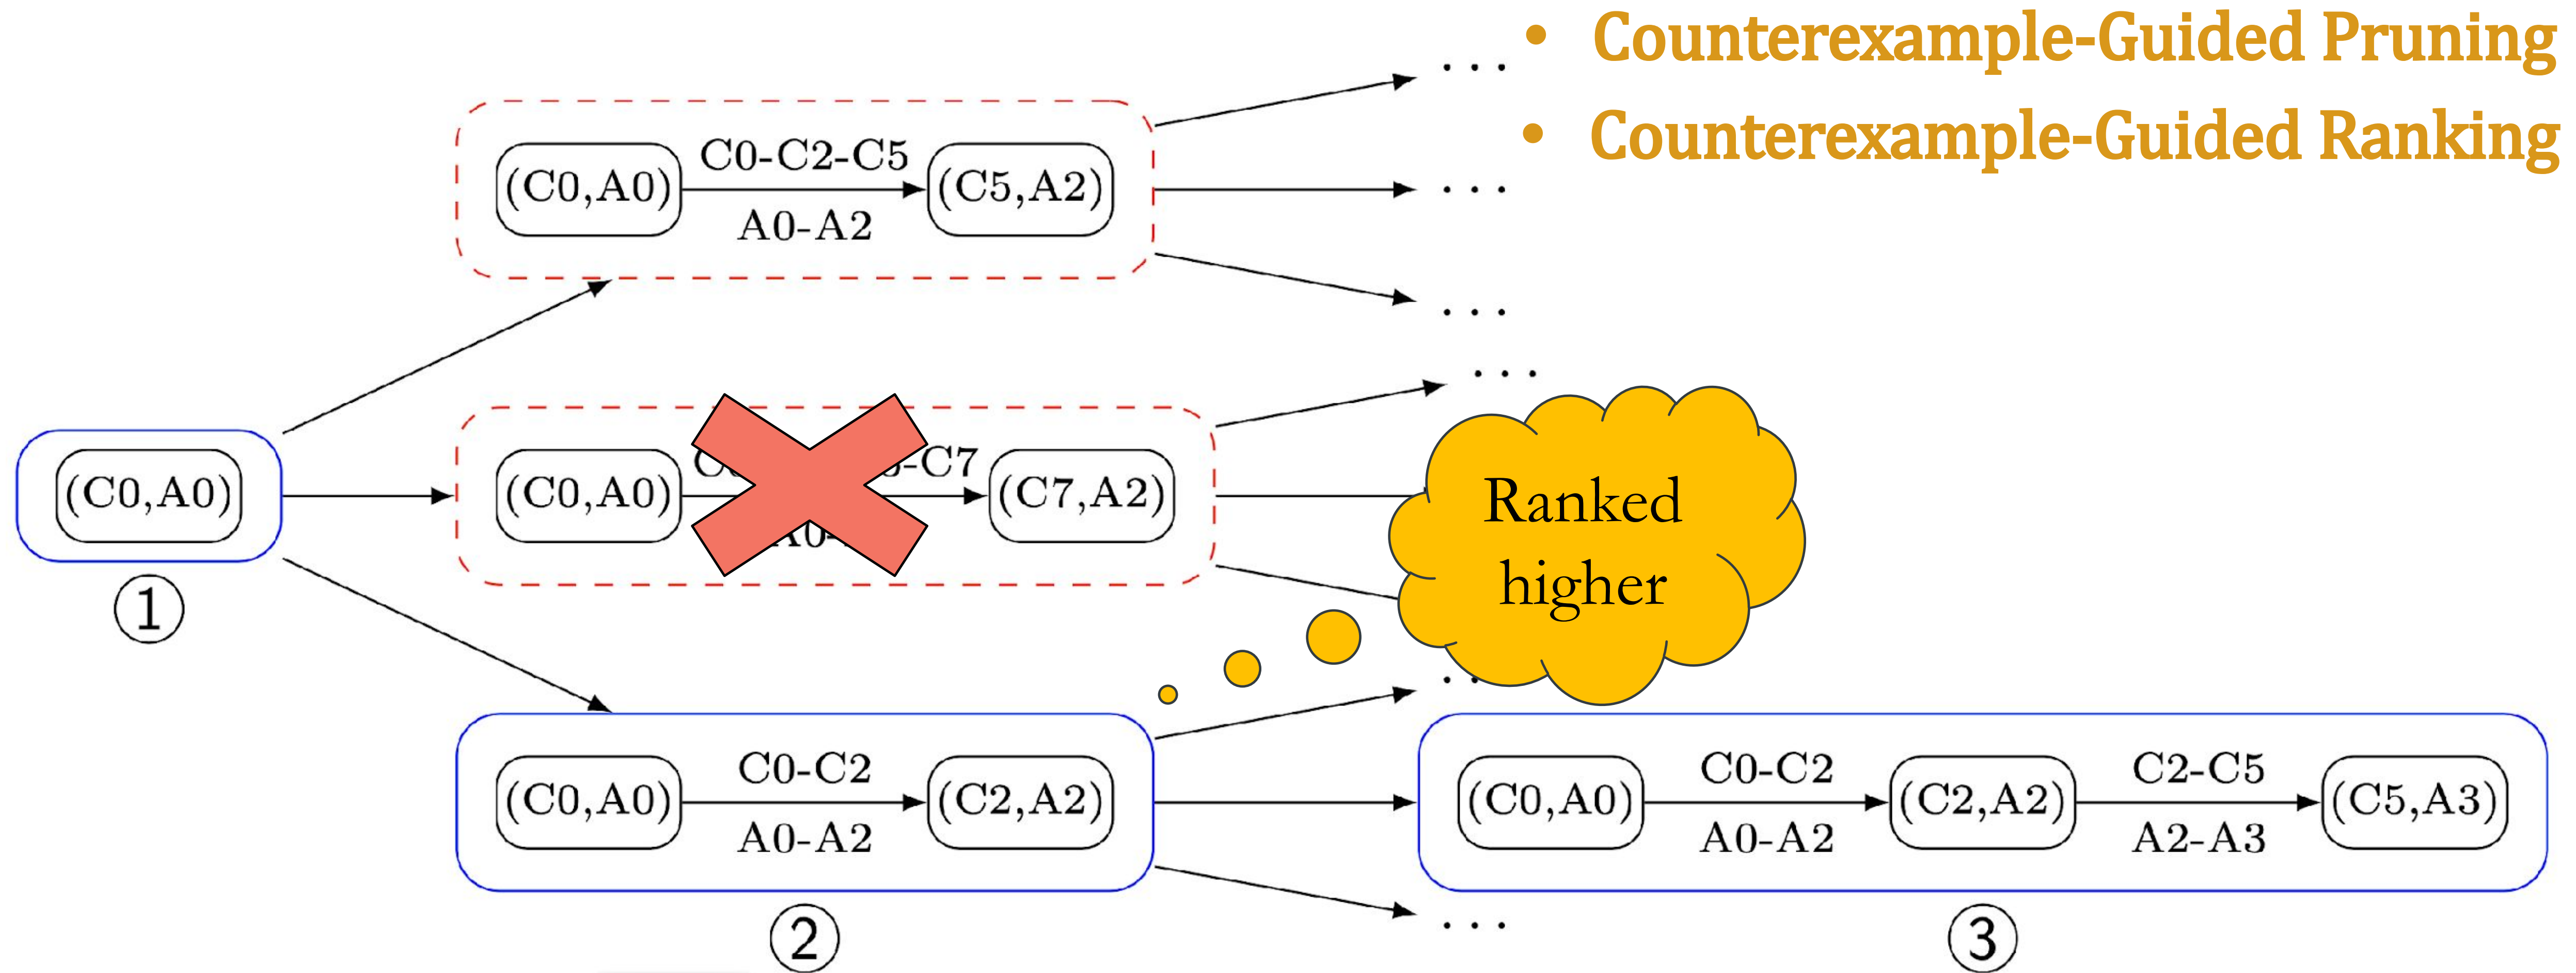 • Counterexample-Guided Pruning
• Counterexample-Guided Ranking
. . .
C0-C2-C5
(C0,A0) (C5,A2)
A0-A2
. . .
. . .
. . .
-C7
(C0,A0)
(C0,A0) (C7,A2)
1
Ranked
higher
C0-C2
(C0,A0) (C2,A2)
A0-A2
C0-C2 C2-C5
(C0,A0) (C2,A2) (C5,A3)
A0-A2 A2-A3
. . .
2
3